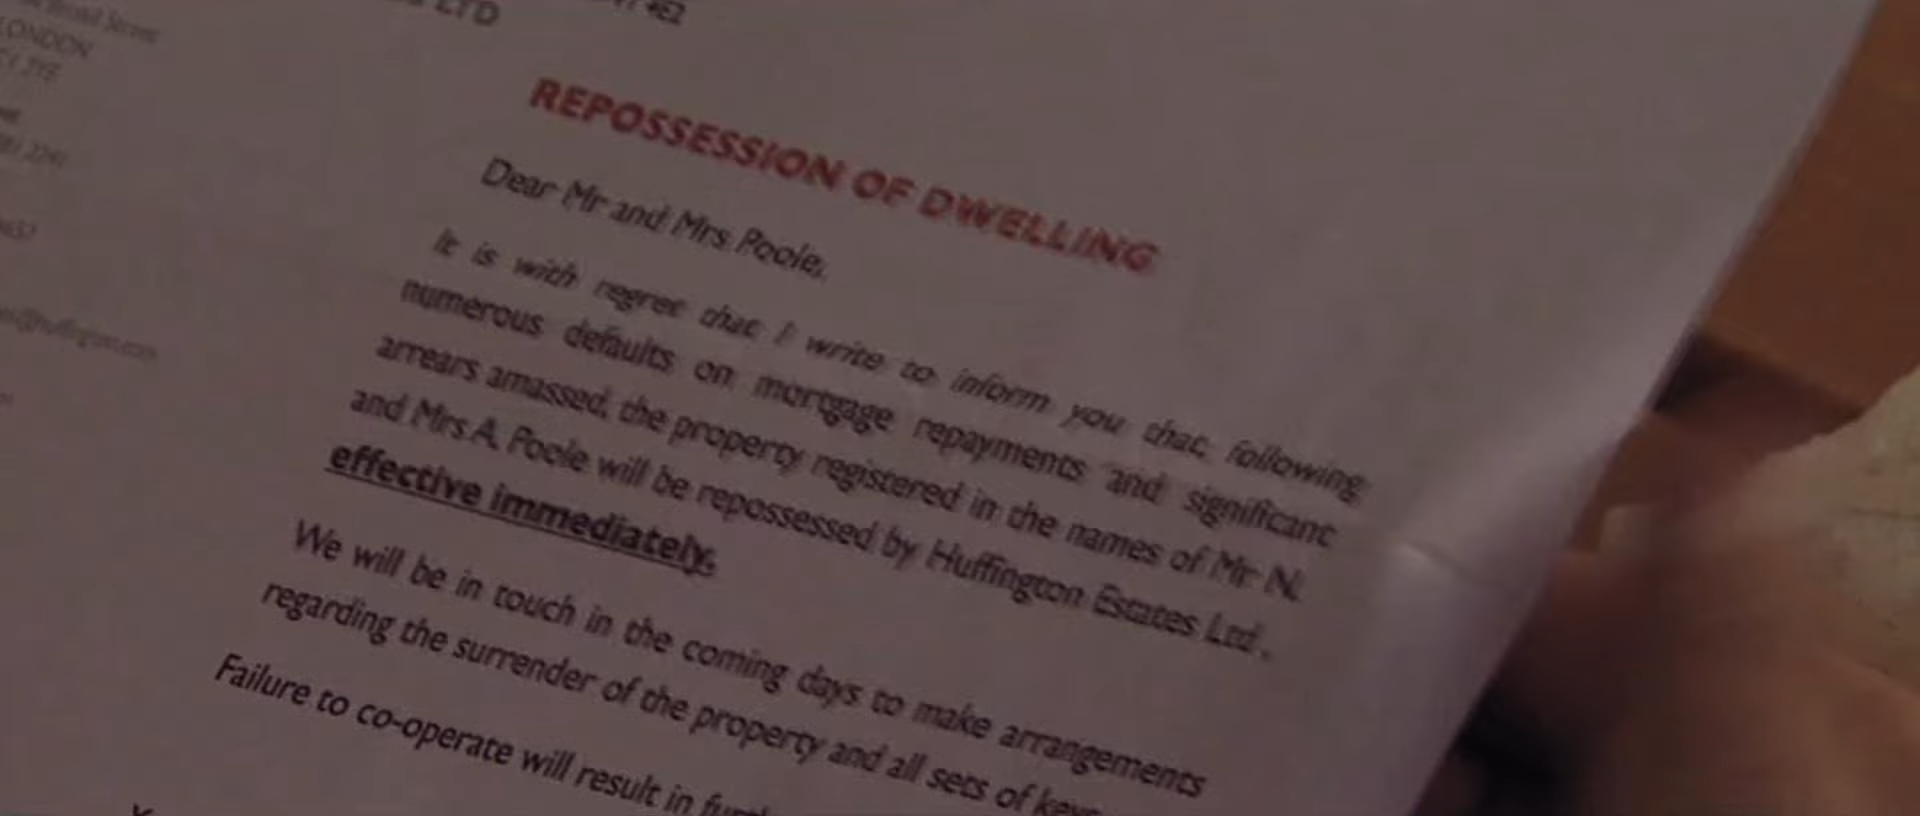 LTD
4EZ
LONDON
REPOSSESSION OF DWELLING
Dear Mr and Mrs Poole,
It is with regret that I write to inform you that, following
numerous defaults on mortgage repayments and significant
arrears amassed, the property registered in the names of Mr N.
and Mrs A. Poole will be repossessed by Huffington Estates Ltd.,
effective immediately.
We will be in touch in the coming days to make arrangements
regarding the surrender of the property and all sets of keys
Failure to co-operate will result in